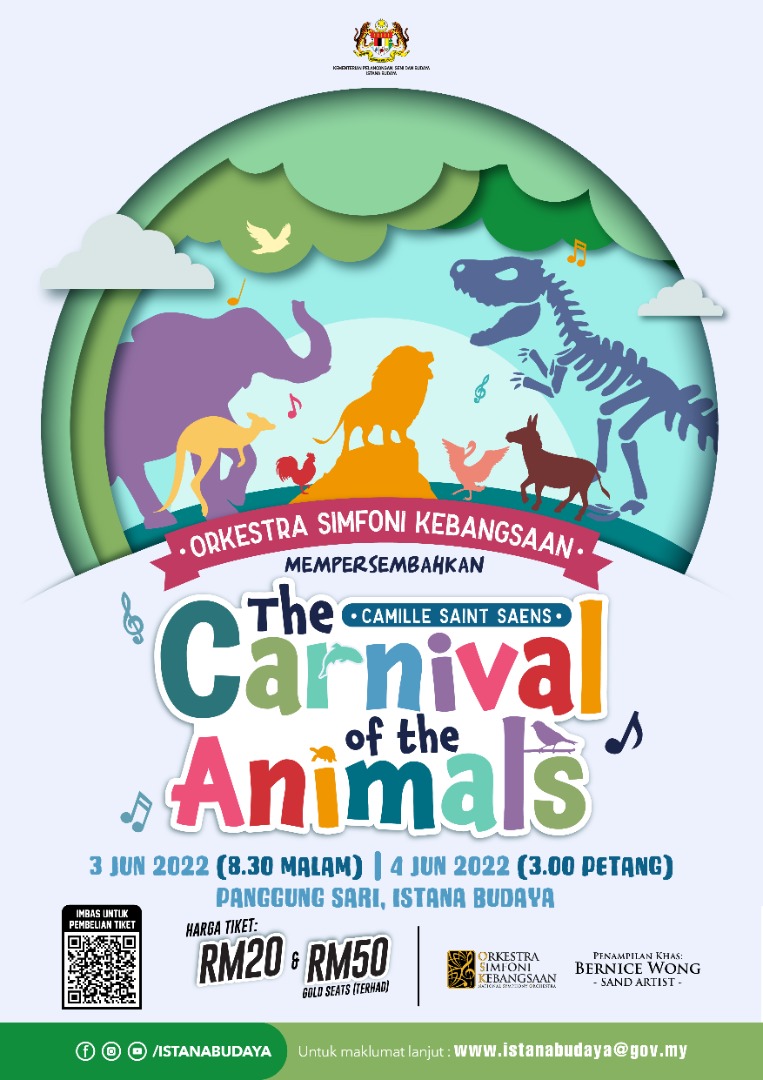 KEMENTERIAN PELANCONGAN, SENI DAN BUDAYA
ISTANA BUDAYA
• ORKESTRA SIMFONI KEBANGSAAN •
MEMPERSEMBAHKAN
The • CAMILLE SAINT SAENS •
Carnival
of the
Animals
3 JUN 2022 (8.30 MALAM) | 4 JUN 2022 (3.00 PETANG)
PANGGUNG SARI, ISTANA BUDAYA
IMBAS UNTUK
PEMBELIAN TIKET
HARGA TIKET:
RM20 & RM50
GOLD SEATS (TERHAD)
ORKESTRA
SIMFONI
KEBANGSAAN
NATIONAL SYMPHONY ORCHESTRA
PENAMPILAN KHAS:
BERNICE WONG
- SAND ARTIST -
/ISTANABUDAYA
Untuk maklumat lanjut : www.istanabudaya@gov.my